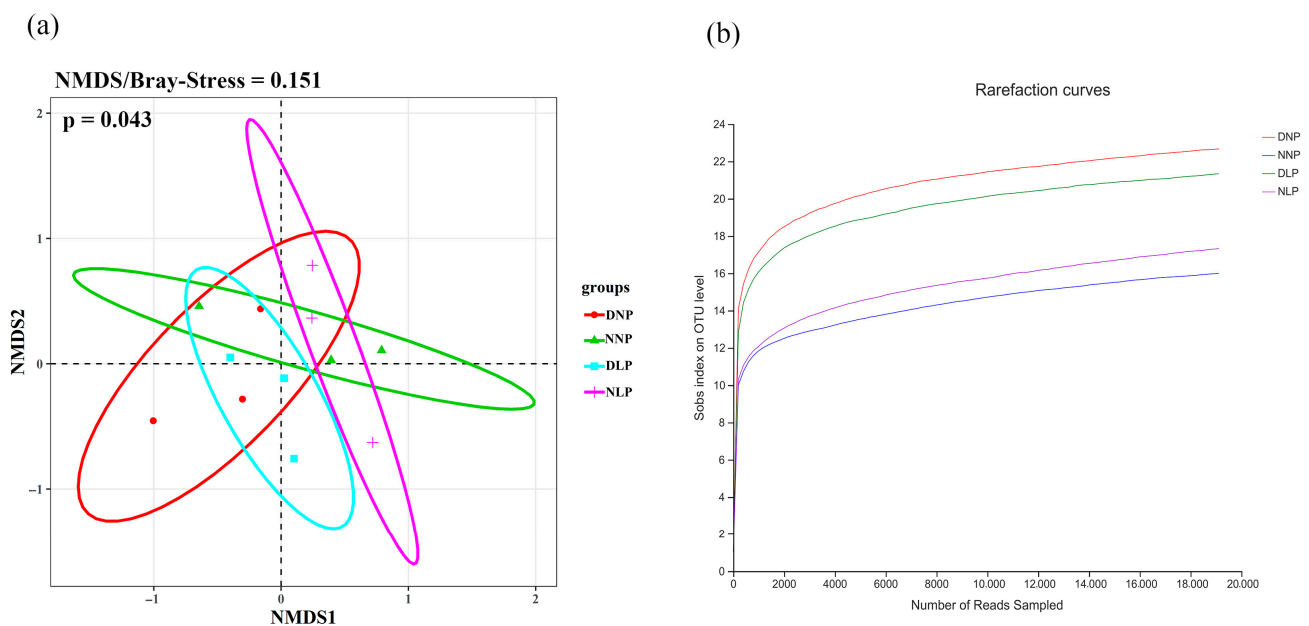 (a)
NMDS/Bray-Stress = 0.151
p = 0.043
2
1
0
−1
−1
0
1
2
NMDS1
NMDS2
groups
DNP
NNP
DLP
NLP
(b)
Rarefaction curves
24
22
20
18
16
14
12
10
8
6
4
2
0
0
2000
4000
6000
8000
10.000
12.000
14.000
16.000
18.000
20.000
Number of Reads Sampled
Sobs index on OTU level
DNP
NNP
DLP
NLP